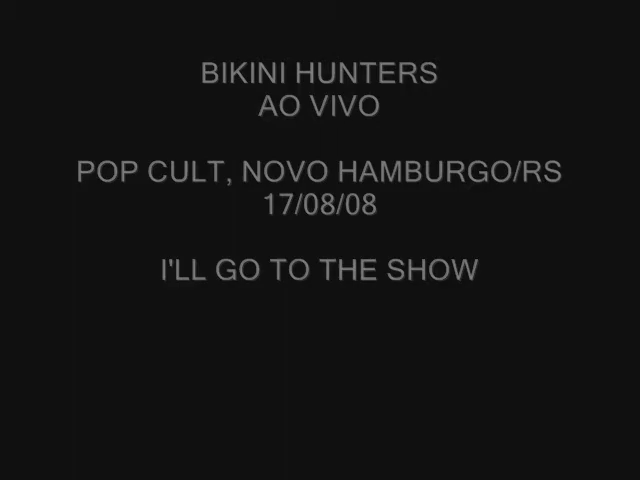 BIKINI HUNTERS
AO VIVO
POP CULT, NOVO HAMBURGO/RS
17/08/08
I'LL GO TO THE SHOW